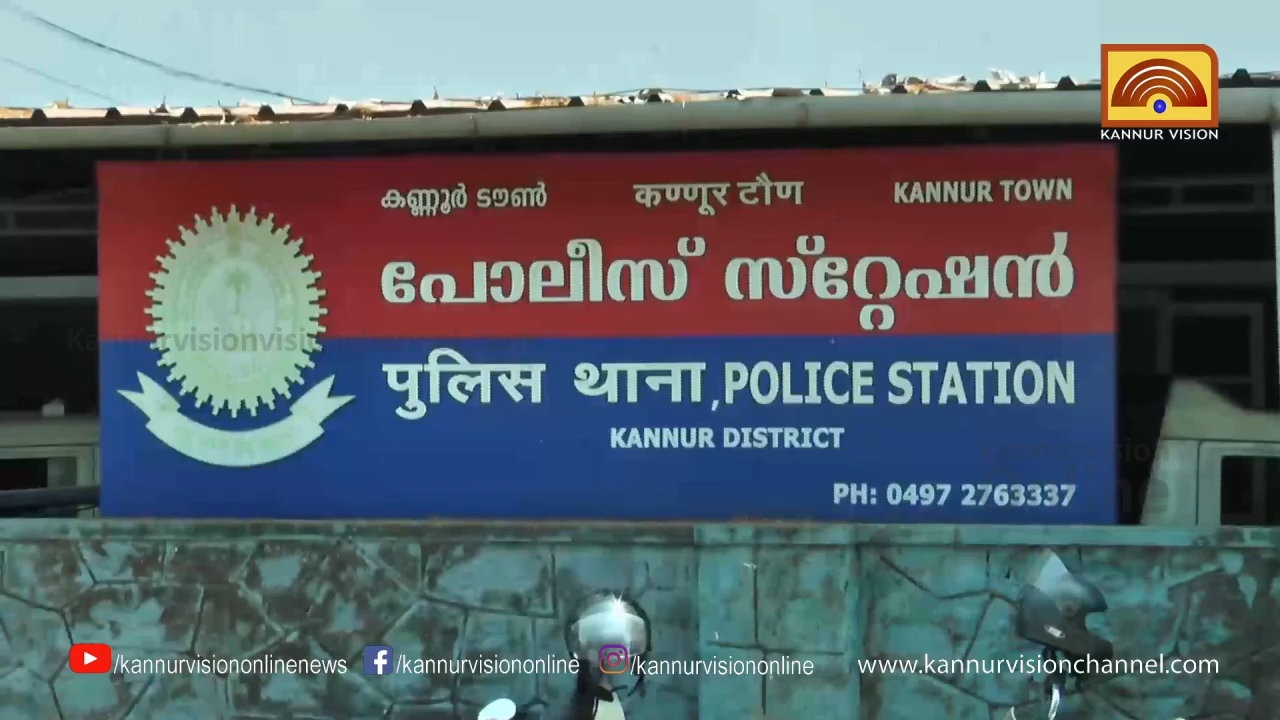 KANNUR VISION
കണ്ണൂർ ടൗൺ कण्णूर टौण KANNUR TOWN
പോലീസ് സ്റ്റേഷൻ
पुलिस थाना, POLICE STATION
KANNUR DISTRICT
PH: 0497 2763337
/kannurvisiononlinenews /kannurvisiononline /kannurvisiononline www.kannurvisionchannel.com